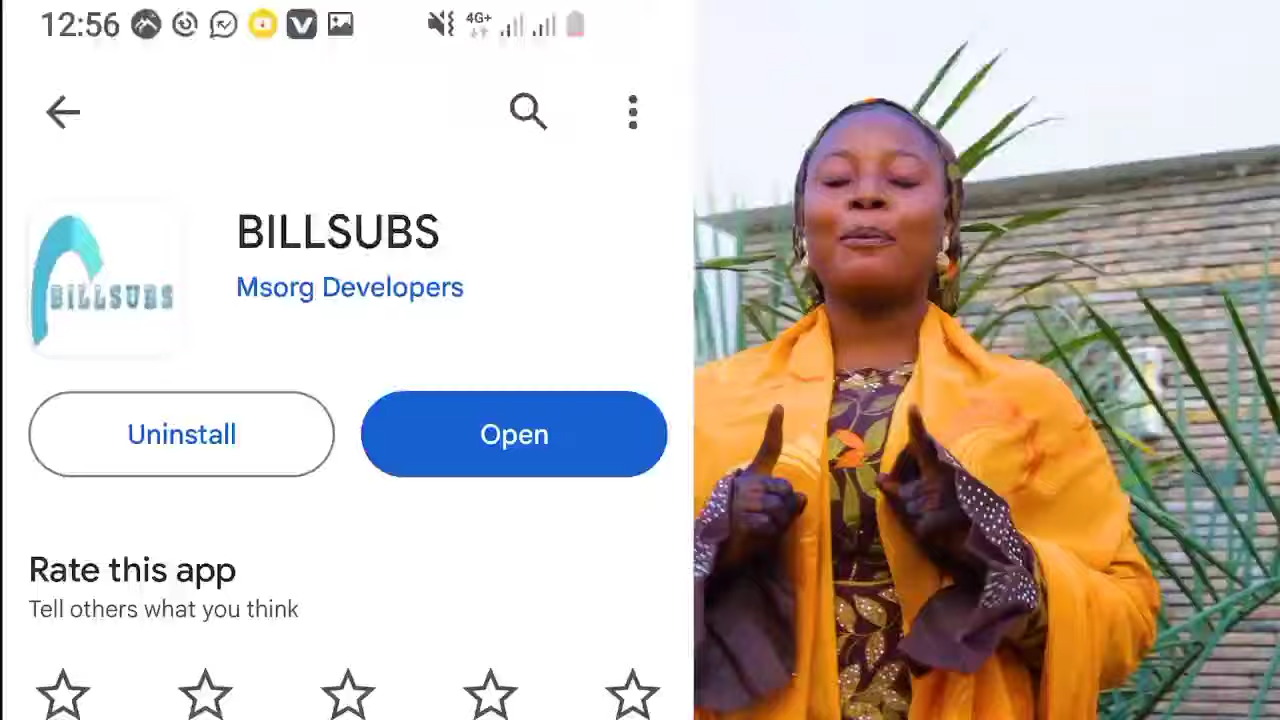 12:56
4G+
BILLSUBS
Msorg Developers
BILLSUBS
Uninstall
Open
Rate this app
Tell others what you think